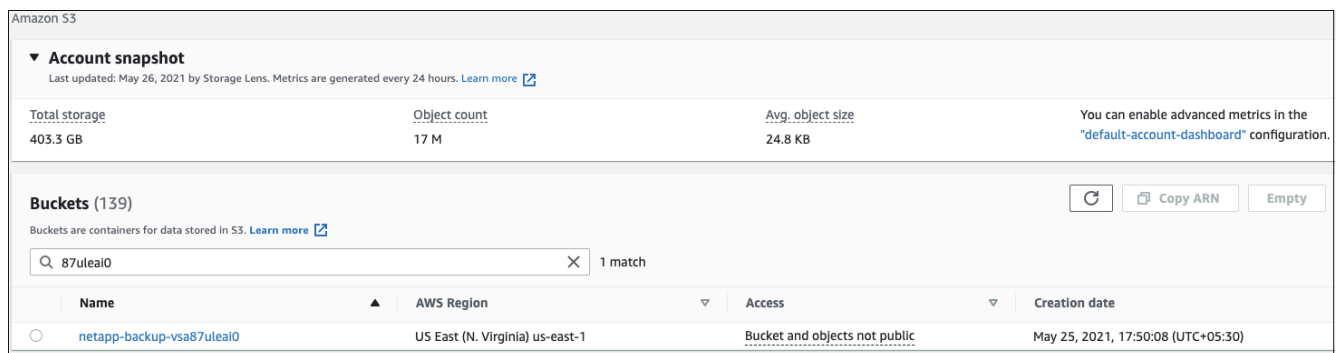 Amazon S3
Account snapshot
Last updated: May 26, 2021 by Storage Lens. Metrics are generated every 24 hours. Learn more
Total storage
403.3 GB
Object count
17 M
Avg. object size
24.8 KB
You can enable advanced metrics in the
"default-account-dashboard" configuration.
Buckets (139)
Buckets are containers for data stored in S3. Learn more
Copy ARN
Empty
87uleai0
1 match
Name AWS Region Access Creation date
netapp-backup-vsa87uleai0 US East (N. Virginia) us-east-1 Bucket and objects not public May 25, 2021, 17:50:08 (UTC+05:30)